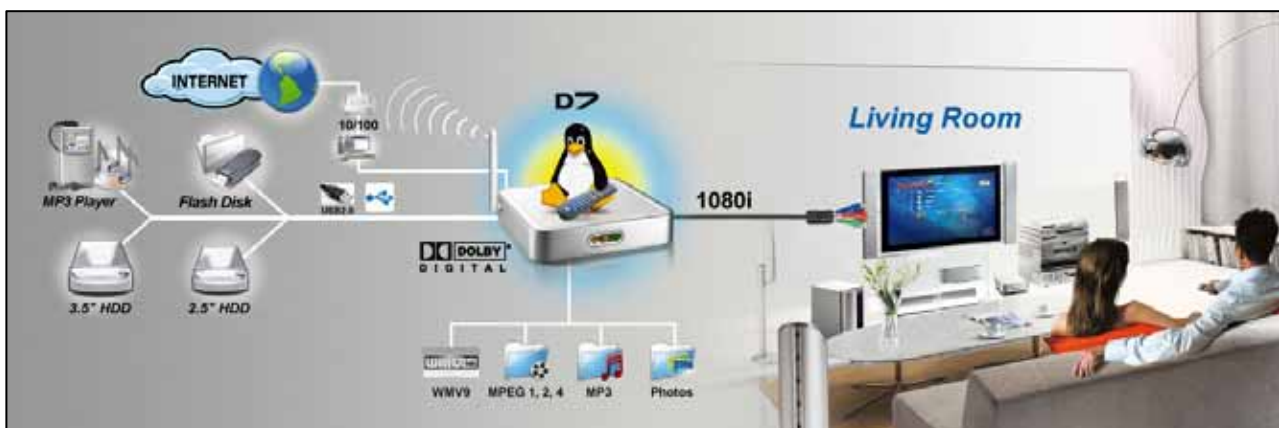 INTERNET
D7
10/100
Living Room
MP3 Player
Flash Disk
USB2.0
1080i
DOLBY
DIGITAL
3.5" HDD
2.5" HDD
WMV9
MPEG 1, 2, 4
MP3
Photos